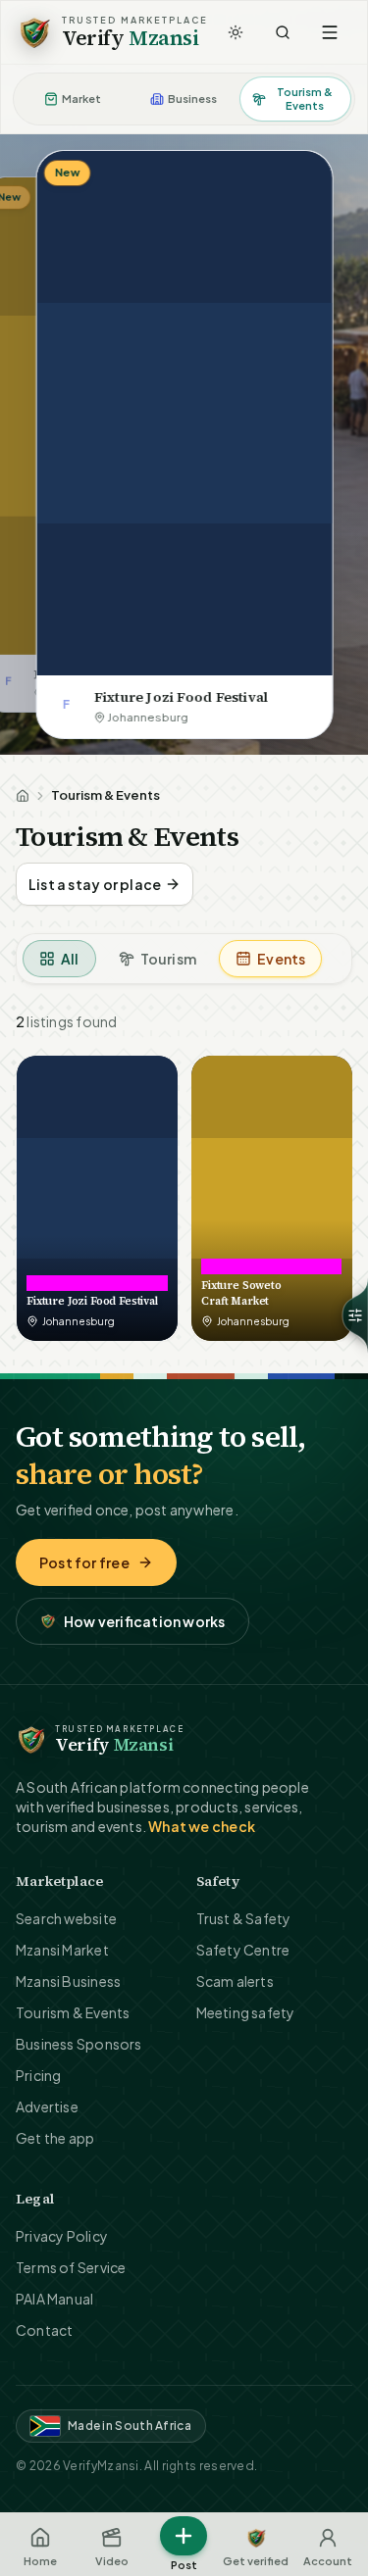 TRUSTED MARKETPLACE
Verify Mzansi
Market
Business
Tourism &
Events
New
New
F
F
Fixture Jozi Food Festival
Johannesburg
Tourism & Events
Tourism & Events
List a stay or place
All
Tourism
Events
2 listings found
Fixture Jozi Food Festival
Johannesburg
Fixture Soweto
Craft Market
Johannesburg
Got something to sell,
share or host?
Get verified once, post anywhere.
Post for free
How verification works
TRUSTED MARKETPLACE
Verify Mzansi
A South African platform connecting people
with verified businesses, products, services,
tourism and events. What we check
Marketplace
Search website
Mzansi Market
Mzansi Business
Tourism & Events
Business Sponsors
Pricing
Advertise
Get the app
Safety
Trust & Safety
Safety Centre
Scam alerts
Meeting safety
Legal
Privacy Policy
Terms of Service
PAIA Manual
Contact
Made in South Africa
© 2026 VerifyMzansi. All rights reserved.
Home
Video
Post
Get verified
Account